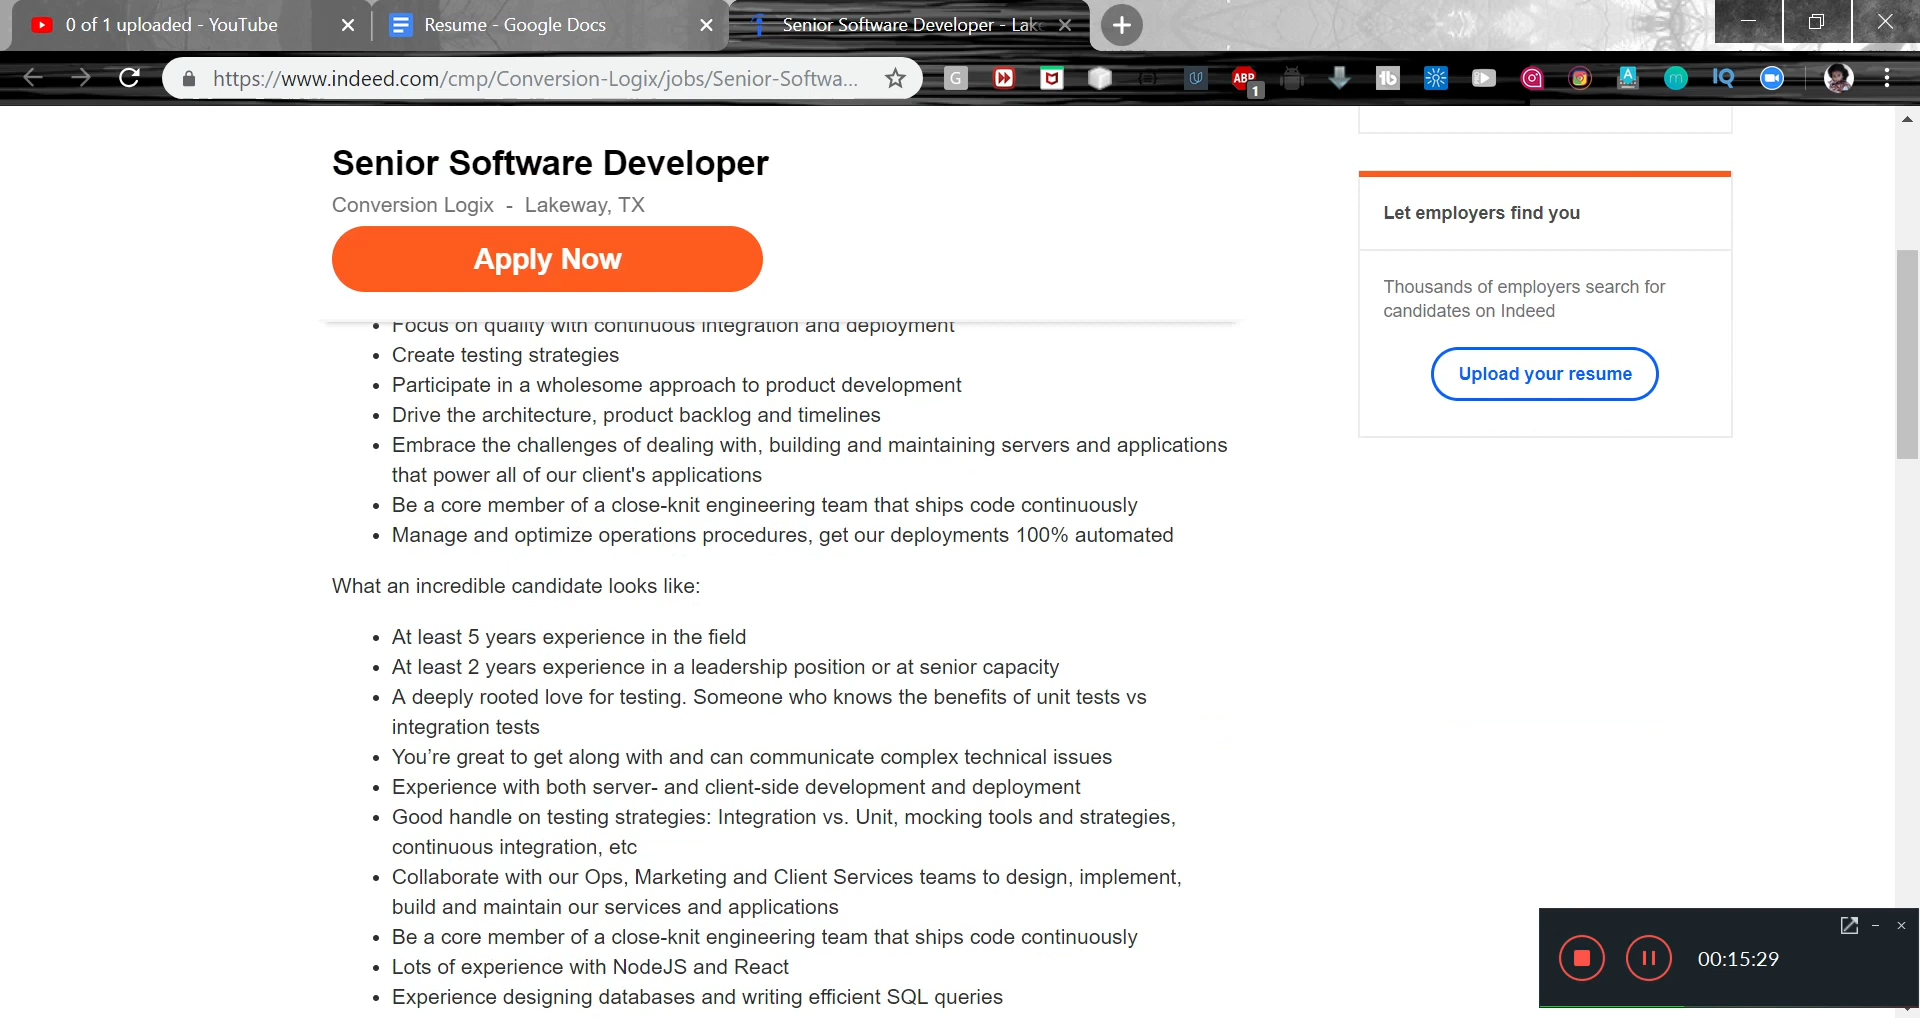 0 of 1 uploaded - YouTube
Resume - Google Docs
Senior Software Developer - Lake
https://www.indeed.com/cmp/Conversion-Logix/jobs/Senior-Softwa...
G
ABP
1
IQ
Senior Software Developer
Conversion Logix - Lakeway, TX
Apply Now
Let employers find you
Thousands of employers search for
candidates on Indeed
Upload your resume
• Focus on quality with continuous integration and deployment
• Create testing strategies
• Participate in a wholesome approach to product development
• Drive the architecture, product backlog and timelines
• Embrace the challenges of dealing with, building and maintaining servers and applications
that power all of our client's applications
• Be a core member of a close-knit engineering team that ships code continuously
• Manage and optimize operations procedures, get our deployments 100% automated
What an incredible candidate looks like:
• At least 5 years experience in the field
• At least 2 years experience in a leadership position or at senior capacity
• A deeply rooted love for testing. Someone who knows the benefits of unit tests vs
integration tests
• You’re great to get along with and can communicate complex technical issues
• Experience with both server- and client-side development and deployment
• Good handle on testing strategies: Integration vs. Unit, mocking tools and strategies,
continuous integration, etc
• Collaborate with our Ops, Marketing and Client Services teams to design, implement,
build and maintain our services and applications
• Be a core member of a close-knit engineering team that ships code continuously
• Lots of experience with NodeJS and React
• Experience designing databases and writing efficient SQL queries
00:15:29